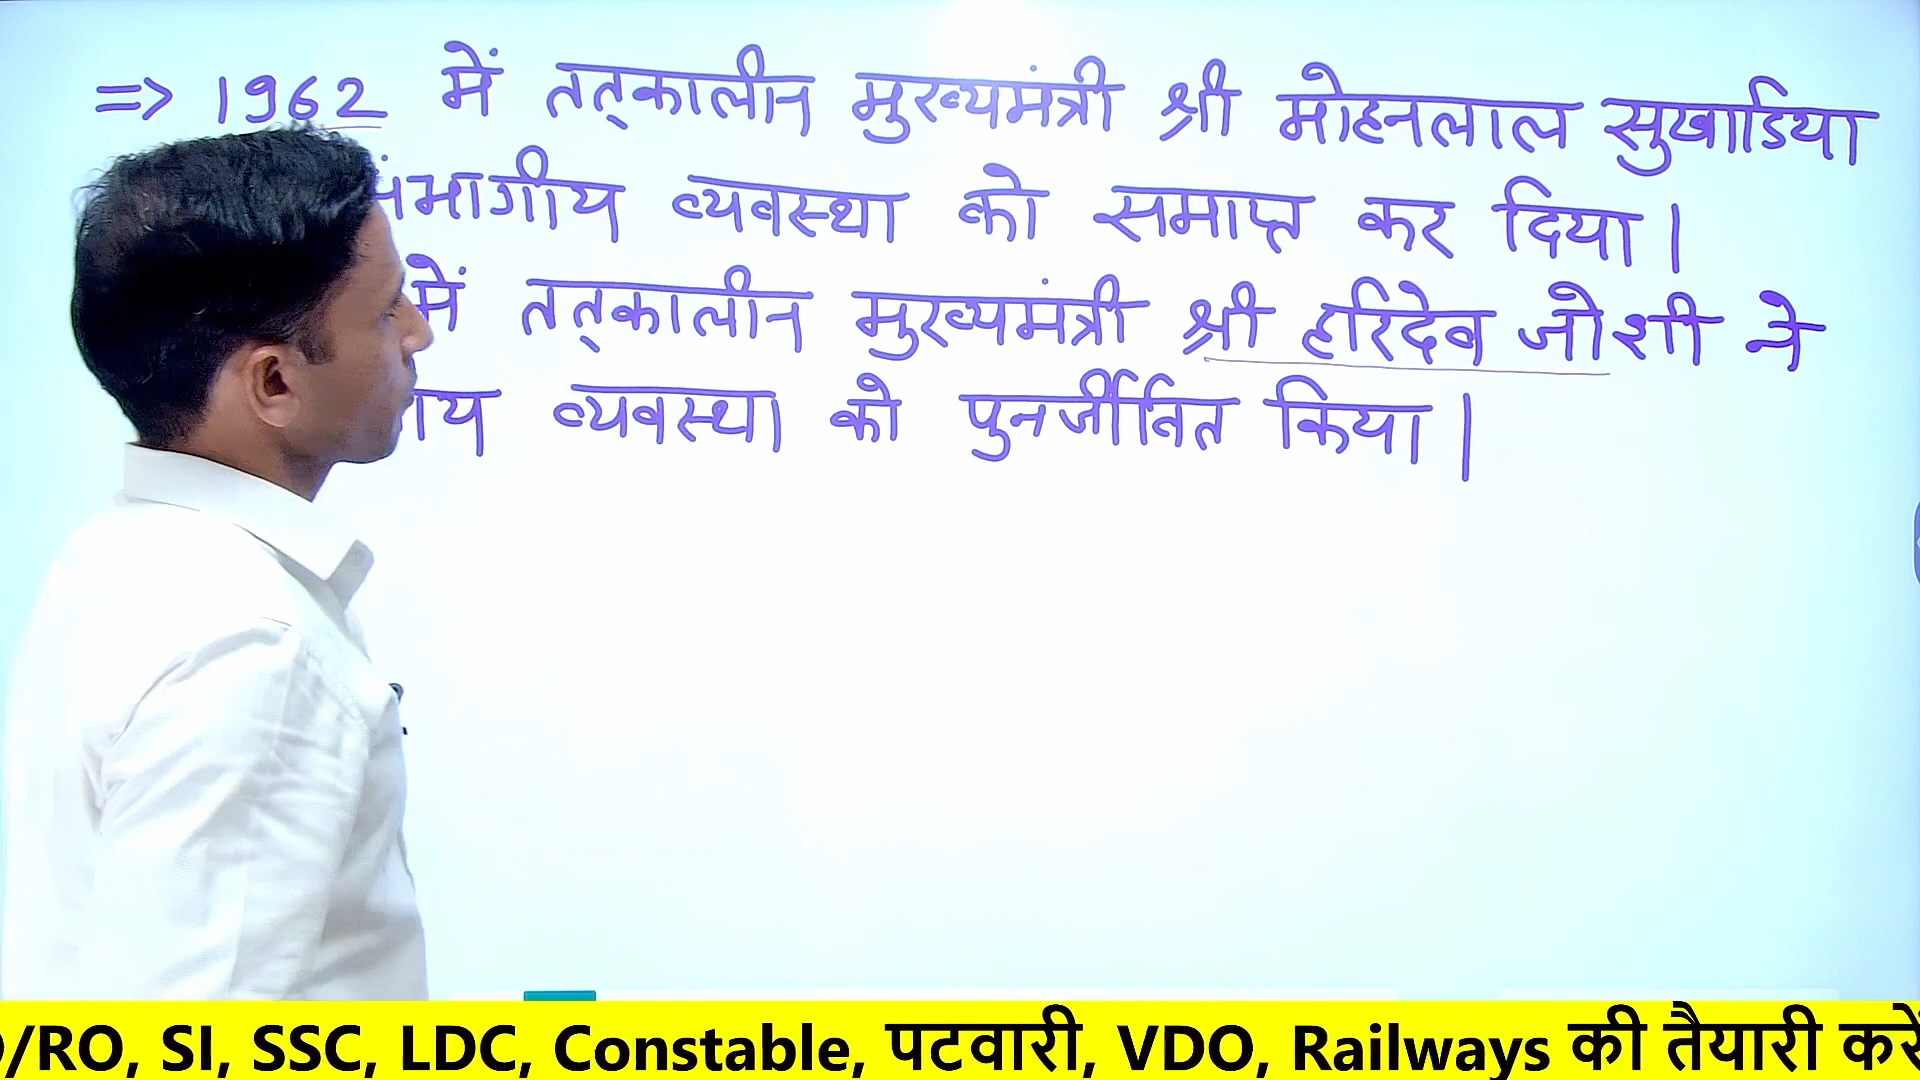 => 1962 में तत्कालीन मुख्यमंत्री श्री मोहनलाल सुखाडिया
व्यवस्था को समाप्त कर दिया।
में तत्कालीन मुख्यमंत्री श्री हरिदेव जोशी ने
व्यवस्था को पुनर्जीवित किया।
/RO, SI, SSC, LDC, Constable, पटवारी, VDO, Railways की तैयारी करें